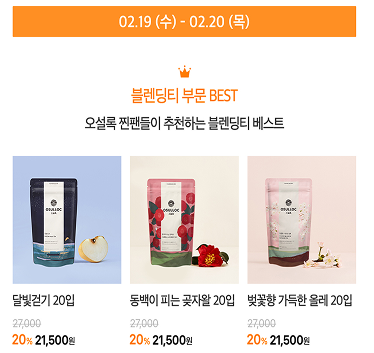 02.19 (수) - 02.20 (목)
블렌딩티 부문 BEST
오설록 찐팬들이 추천하는 블렌딩티 베스트
OSULLOC
OSULLOC
OSULLOC
달빛걷기 20입
동백이 피는 곶자왈 20입
벚꽃향 가득한 올레 20입
27,000
27,000
27,000
20% 21,500원
20% 21,500원
20% 21,500원